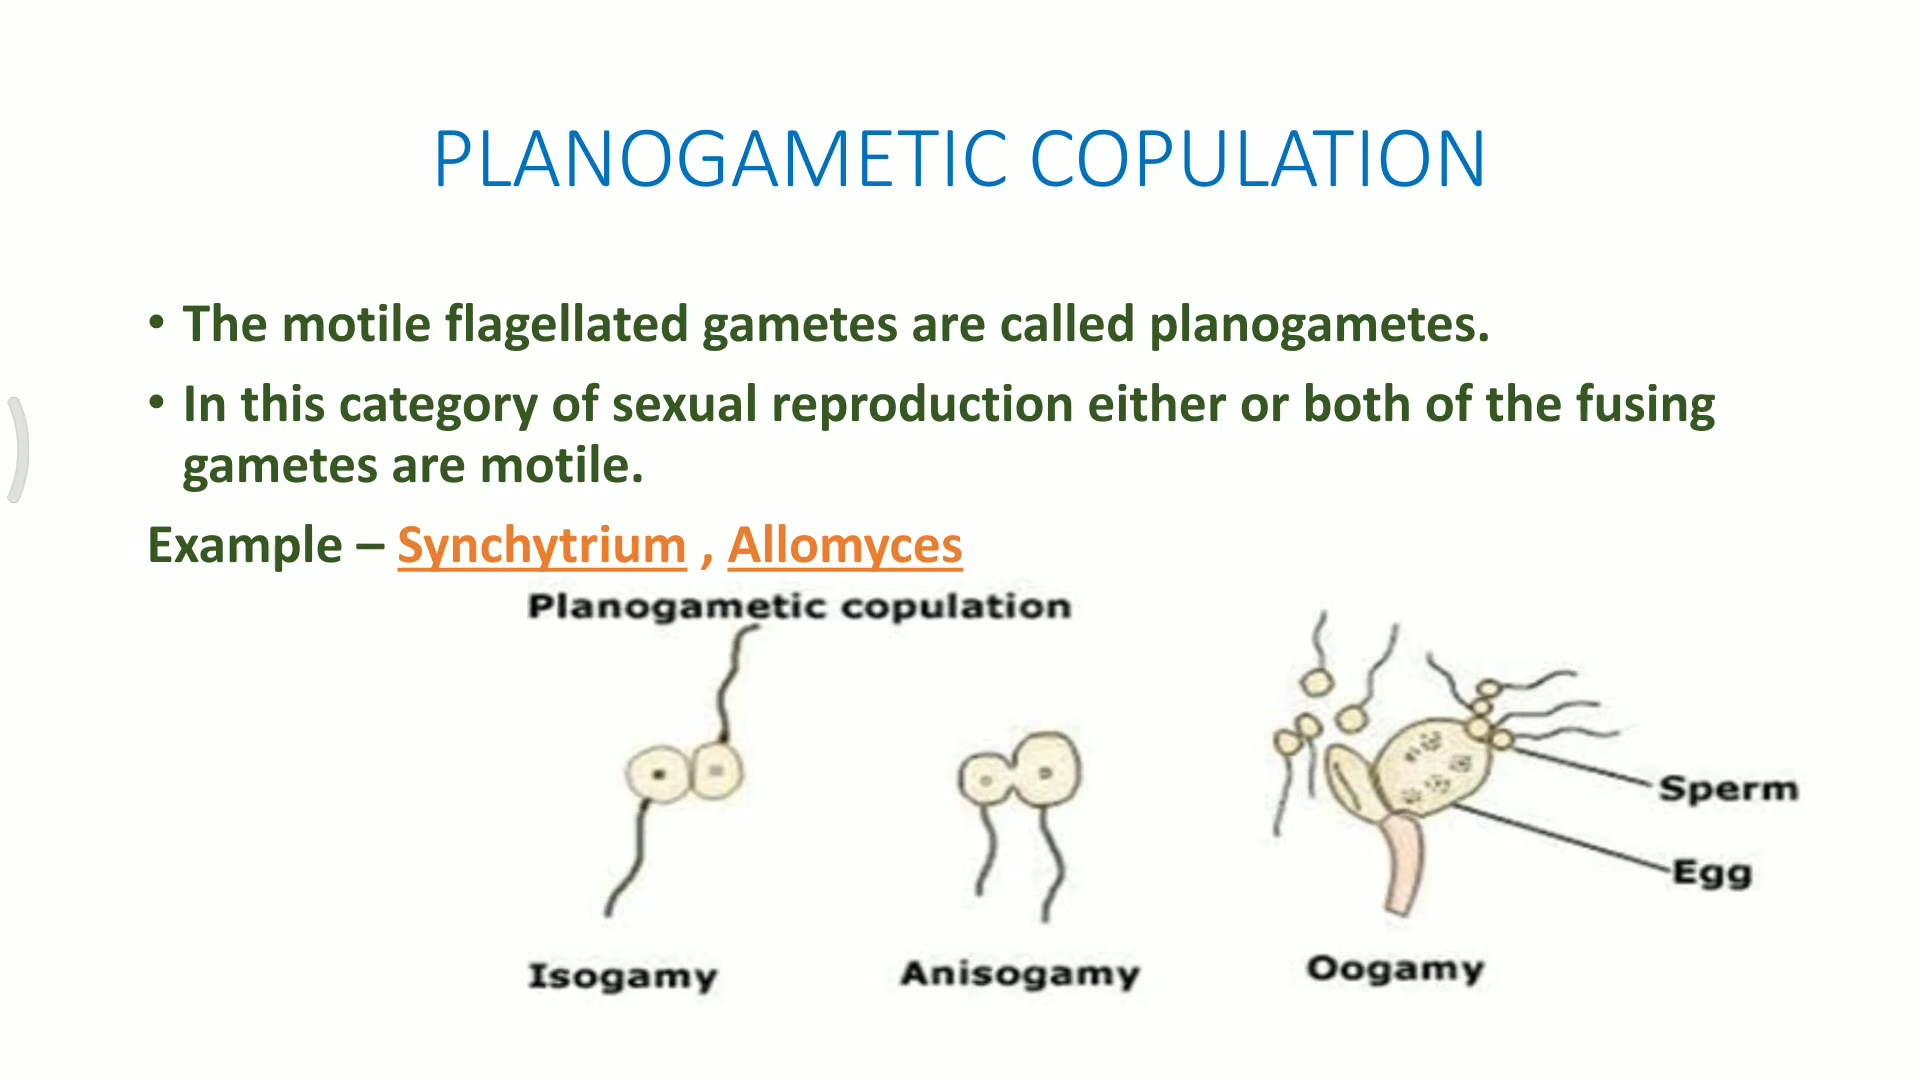 PLANOGAMETIC COPULATION
• The motile flagellated gametes are called planogametes.
• In this category of sexual reproduction either or both of the fusing
gametes are motile.
Example – Synchytrium , Allomyces
Planogametic copulation
Sperm
Egg
Isogamy
Anisogamy
Oogamy